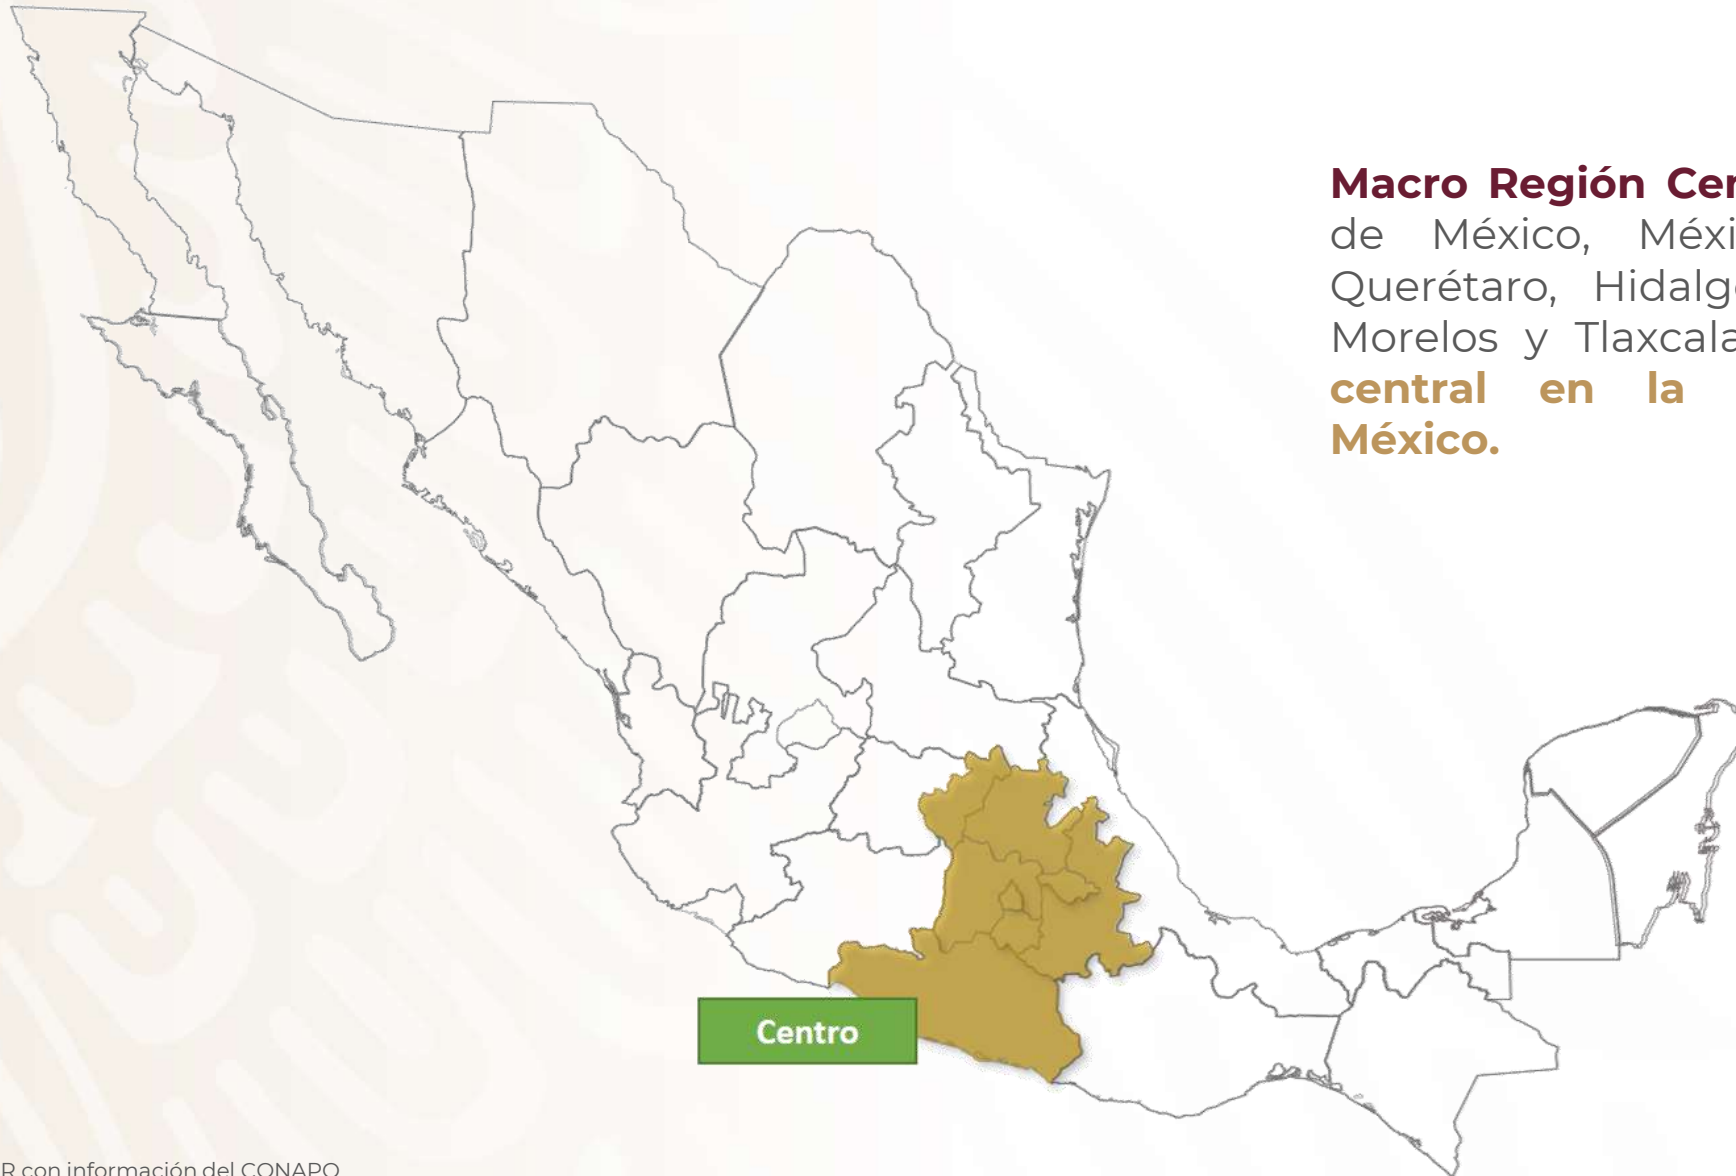 Macro Región Cen
de México, Méxi
Querétaro, Hidalg
Morelos y Tlaxcala
central en la
México.
Centro
R con información del CONAPO